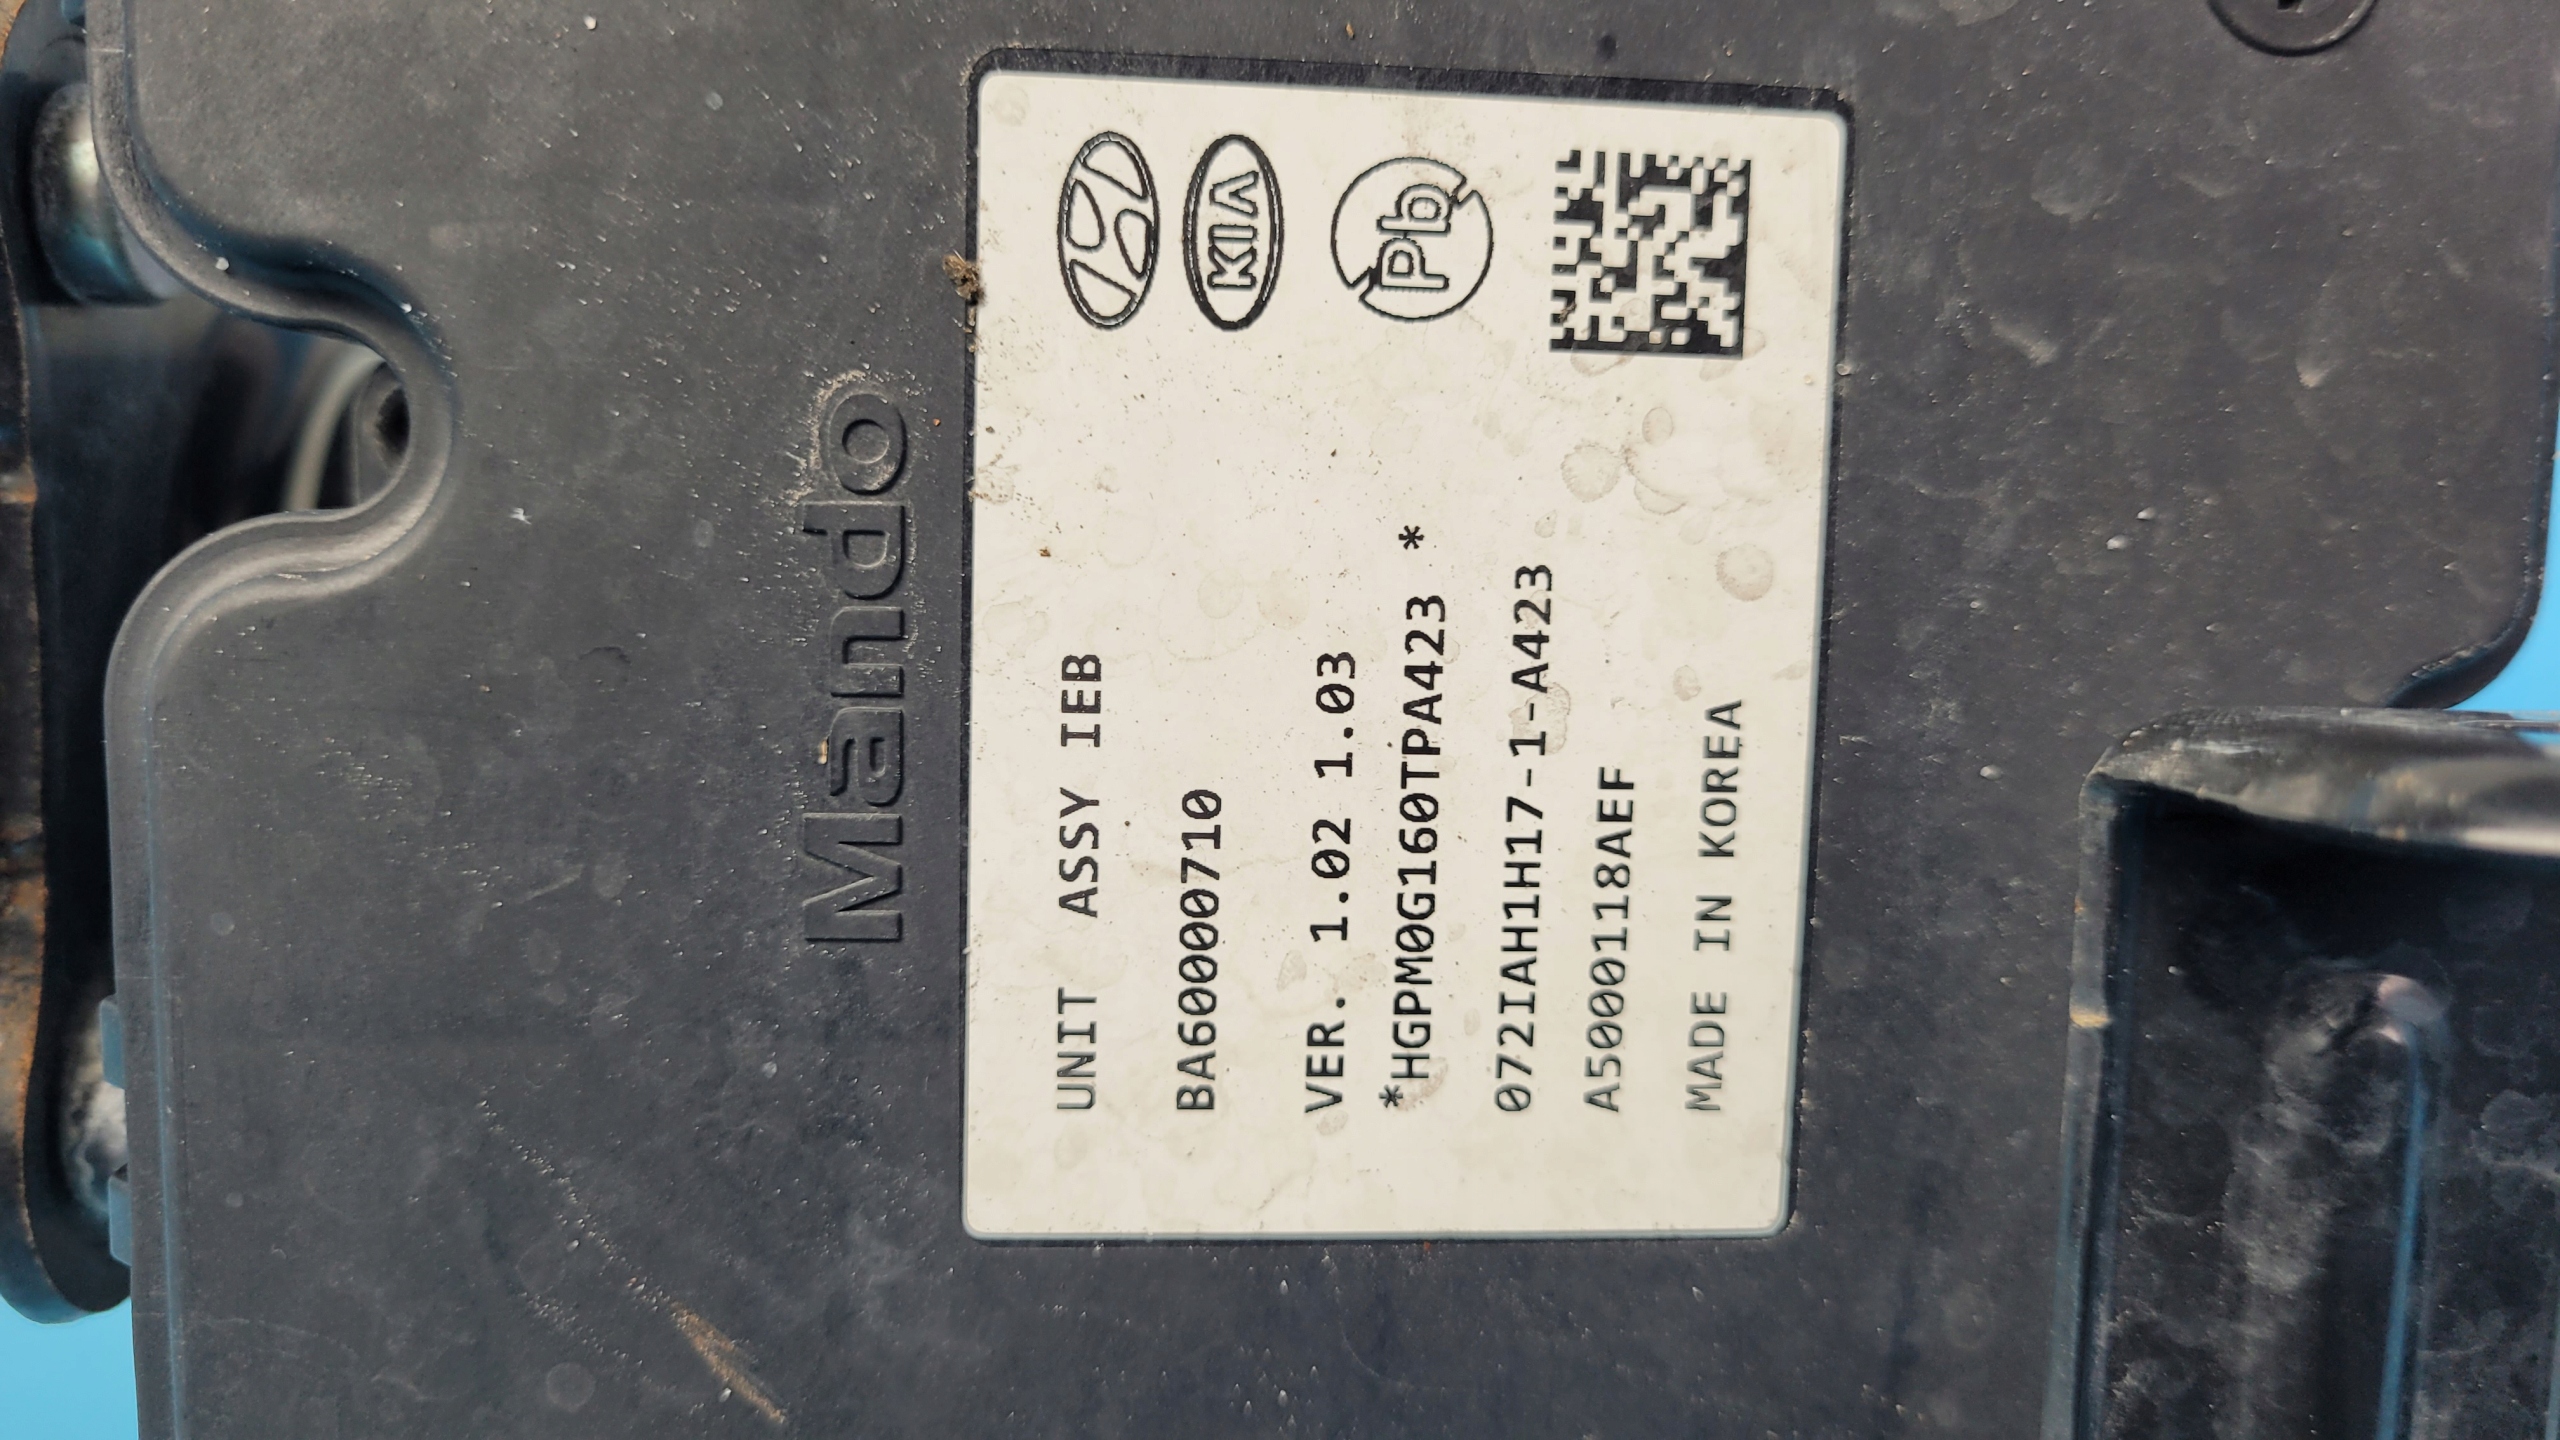 Mando
UNIT ASSY IEB
BA60000710
VER. 1.02 1.03
*HGPM0G160TPA423 *
072IAH1H17-1-A423
A5000118AEF
MADE IN KOREA
KIA
Pb